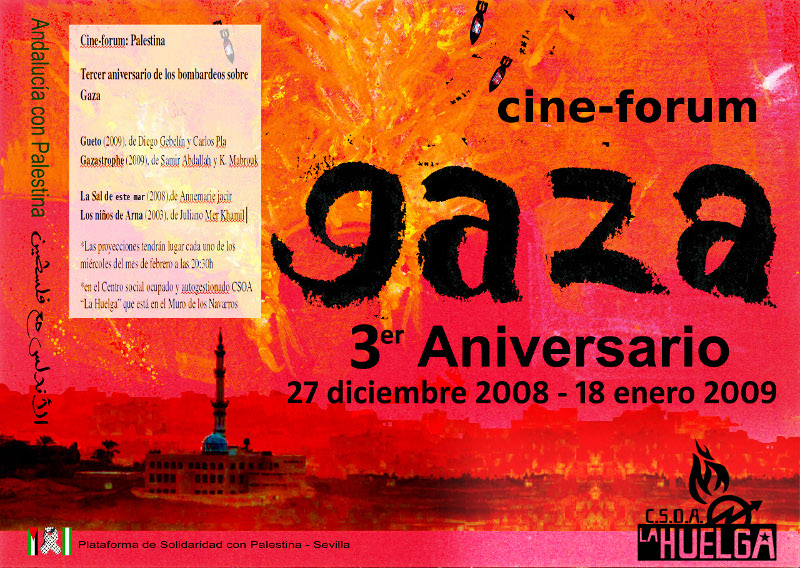 Andalucía con Palestina
الأندلس مع فلسطين
Cine-forum: Palestina
Tercer aniversario de los bombardeos sobre
Gaza
Gueto (2009), de Diego Gebelín y Carlos Pla
Gazastrophe (2009), de Samir Abdallah y K. Mabrouk
La Sal de este mar (2008),de Annemarie jacir
Los niños de Arna (2003), de Juliano Mer Khamil
*Las proyecciones tendrán lugar cada uno de los
miércoles del mes de febrero a las 20:30h
*en el Centro social ocupado y autogestionado CSOA
“La Huelga” que está en el Muro de los Navarros
cine-forum
gaza
3er Aniversario
27 diciembre 2008 - 18 enero 2009
C.S.O.A.
LA HUELGA
Plataforma de Solidaridad con Palestina - Sevilla